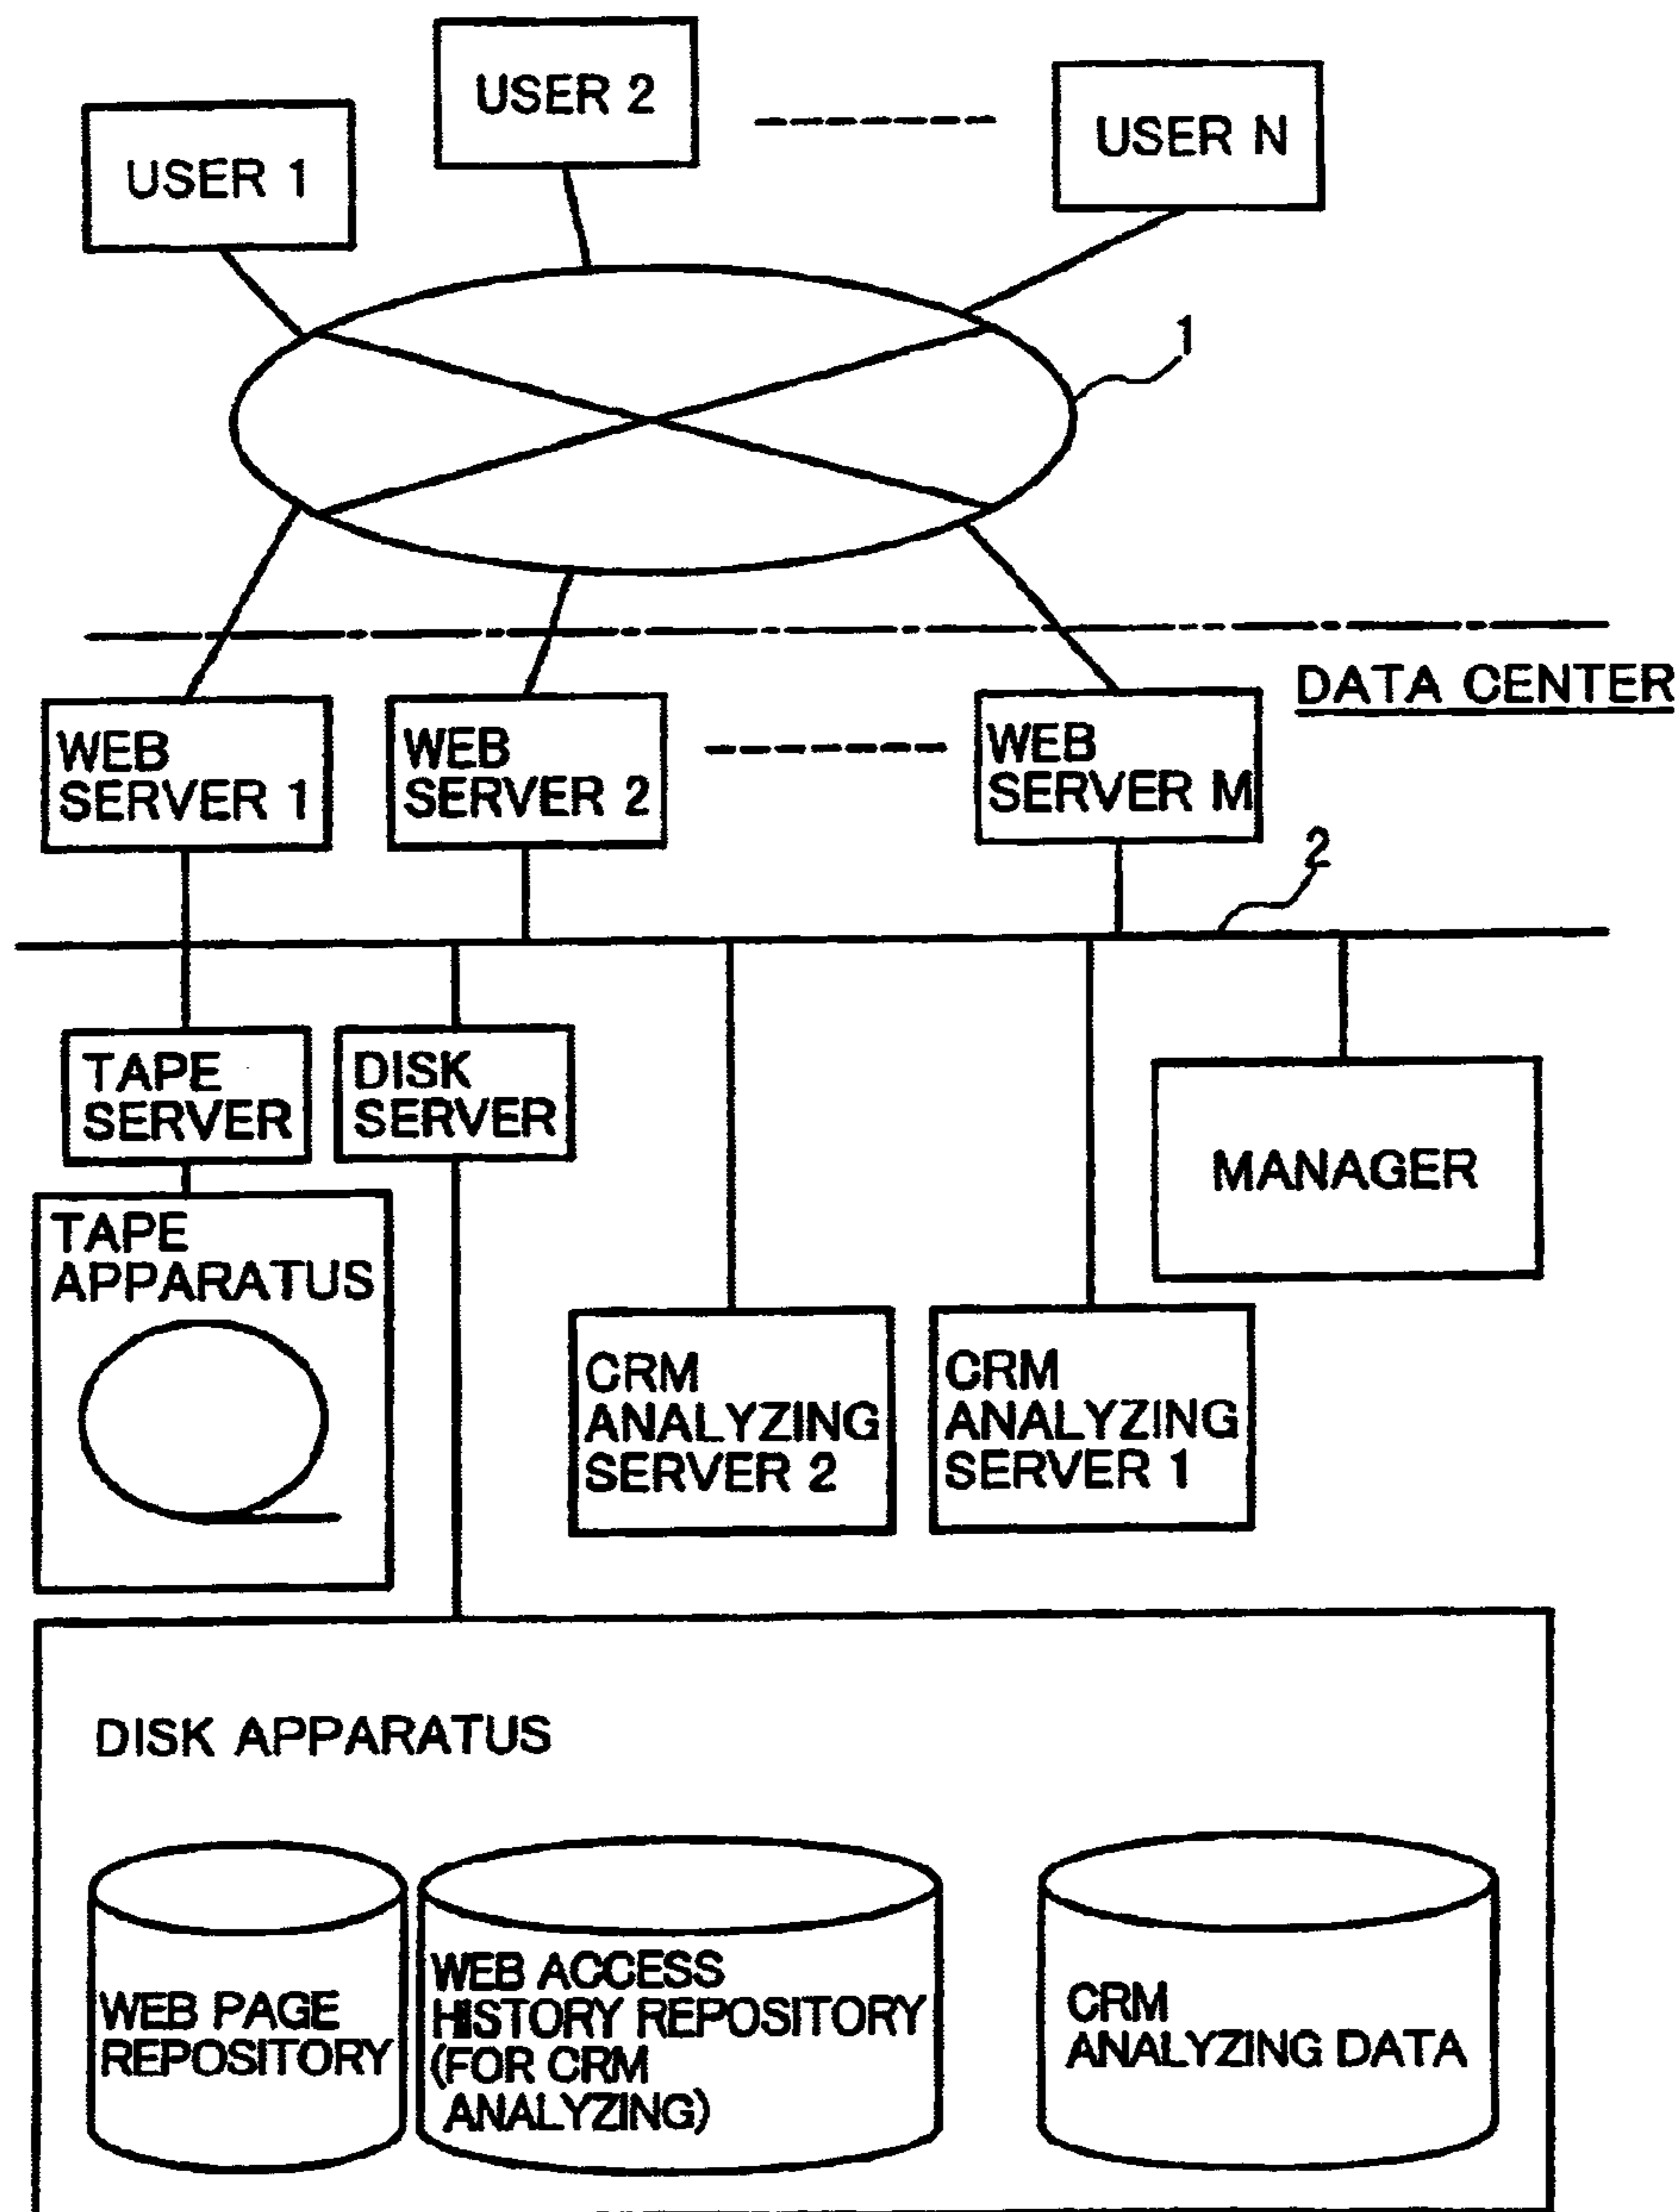 USER 1
USER 2
USER N
1
DATA CENTER
WEB
SERVER 1
WEB
SERVER 2
WEB
SERVER M
2
TAPE
SERVER
DISK
SERVER
MANAGER
TAPE
APPARATUS
CRM
ANALYZING
SERVER 2
CRM
ANALYZING
SERVER 1
DISK APPARATUS
WEB PAGE
REPOSITORY
WEB ACCESS
HISTORY REPOSITORY
(FOR CRM
ANALYZING)
CRM
ANALYZING DATA